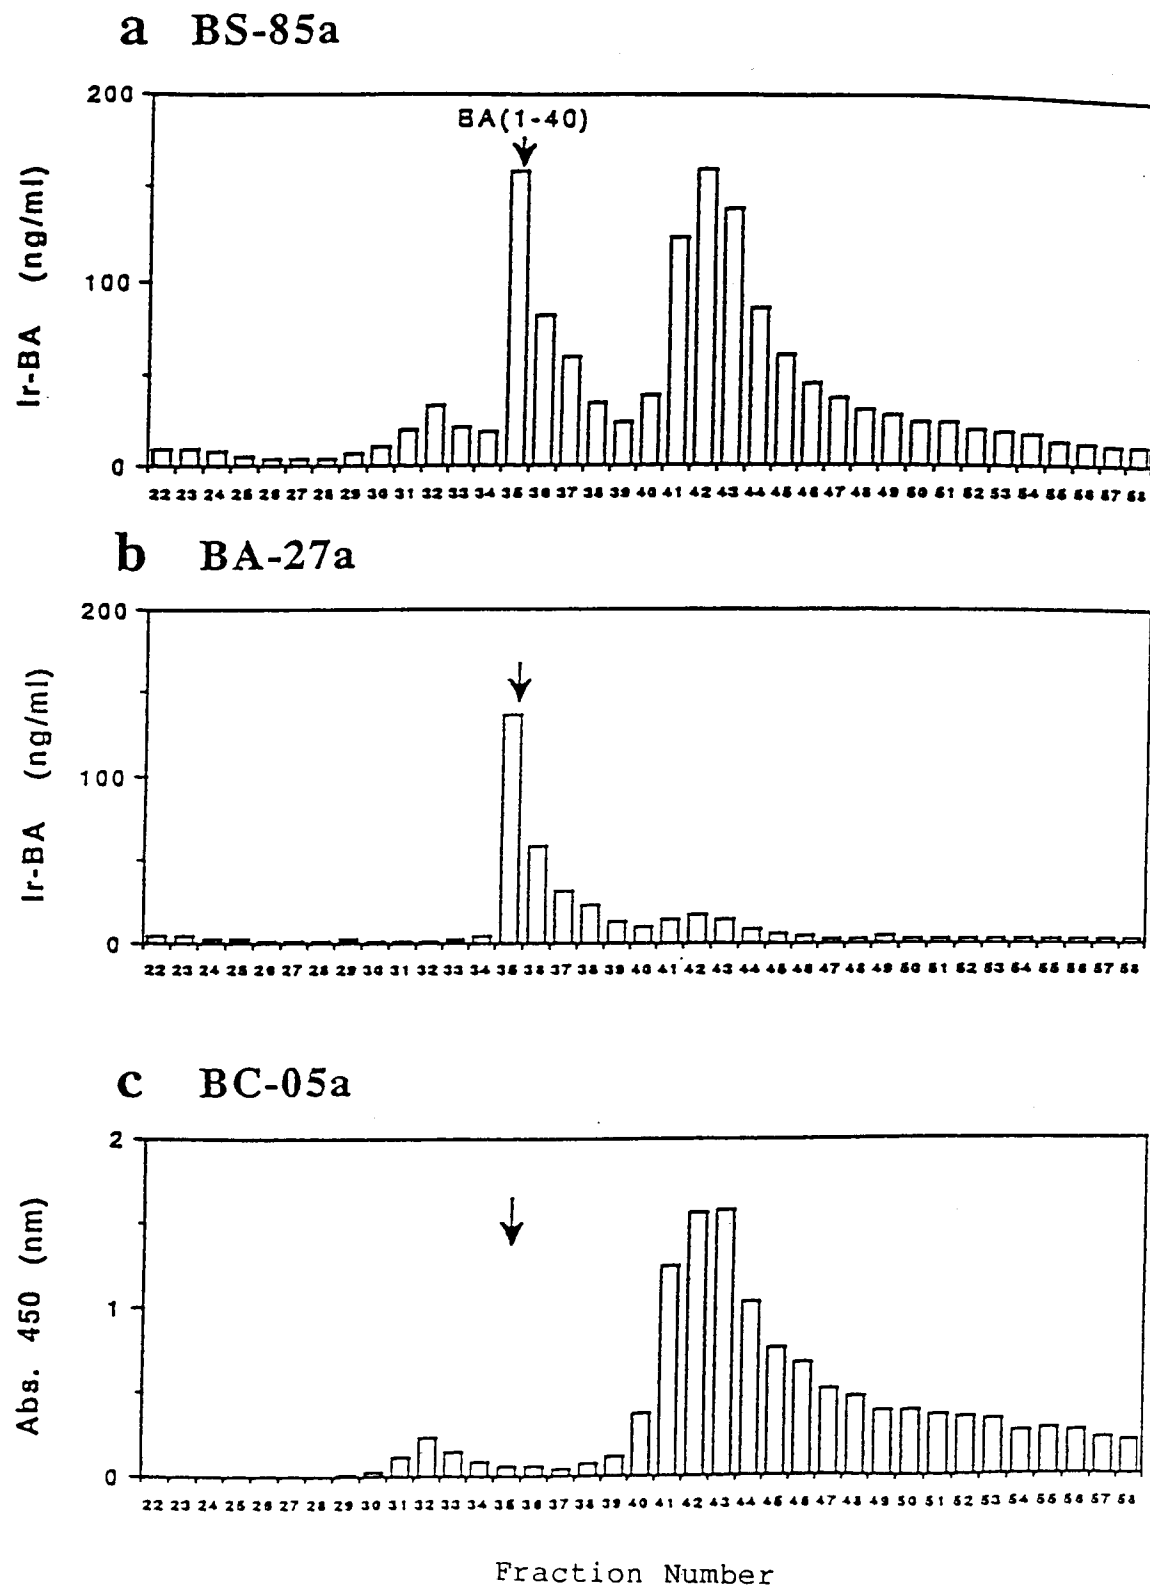 a BS-85a
200
BA(1-40)
100
0
Ir-BA (ng/ml)
22 23 24 25 26 27 28 29 30 31 32 33 34 35 36 37 38 39 40 41 42 43 44 45 46 47 48 49 50 51 52 53 54 55 56 57 58
b BA-27a
200
100
0
Ir-BA (ng/ml)
22 23 24 25 26 27 28 29 30 31 32 33 34 35 36 37 38 39 40 41 42 43 44 45 46 47 48 49 50 51 52 53 54 55 56 57 58
c BC-05a
2
1
0
Abs. 450 (nm)
22 23 24 25 26 27 28 29 30 31 32 33 34 35 36 37 38 39 40 41 42 43 44 45 46 47 48 49 50 51 52 53 54 55 56 57 58
Fraction Number